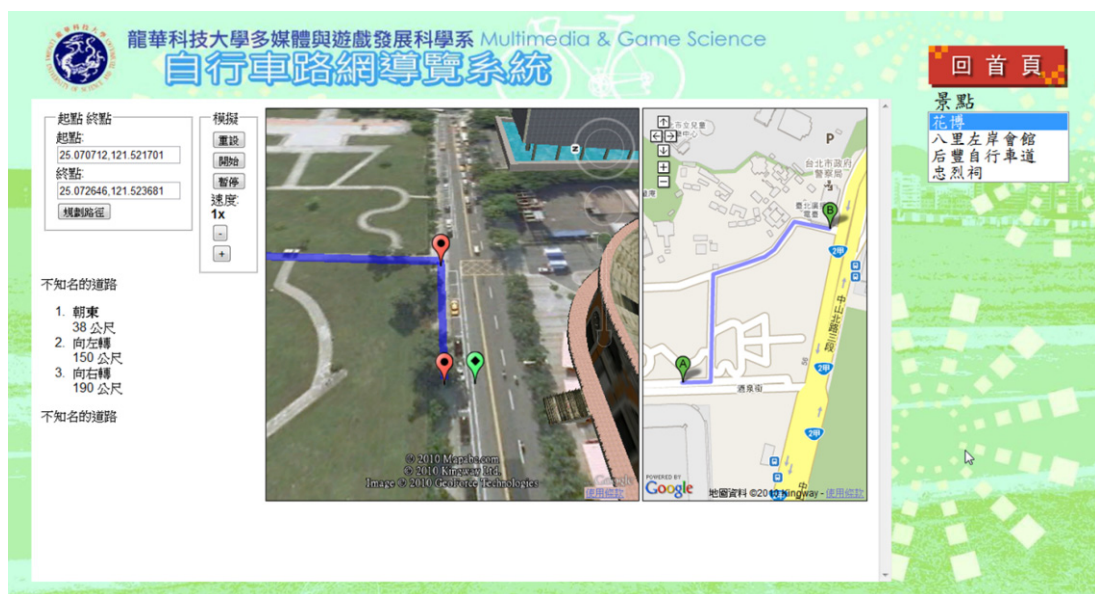 龍華科技大學多媒體與遊戲發展科學系 Multimedia & Game Science
自行車路網導覽系統
回首頁
景點
花博
八里左岸會館
后豐自行車道
忠烈祠
起點 終點
起點:
25.070712,121.521701
終點:
25.072646,121.523681
規劃路徑
模擬
重設
開始
暫停
速度:
1x
-
+
不知名的道路
1. 朝東
38 公尺
2. 向左轉
150 公尺
3. 向右轉
190 公尺
不知名的道路
N
© 2010 Mapabc.com
© 2010 Kingway Ltd.
Image © 2010 GeoForce Technologies
Google
使用條款
P
台北市政府
警察局
B
2甲
中山北路三段
A
通泉街
2甲
2甲
POWERED BY
Google
地圖資料 ©2010 Kingway - 使用條款